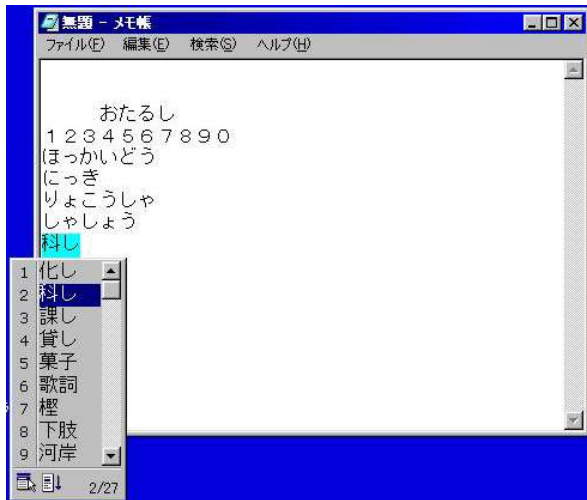 無題 - メモ帳
ファイル(F) 編集(E) 検索(S) ヘルプ(H)
おたるし
1234567890
ほっかいどう
にっき
りょこうしゃ
しゃしょう
科し
1 化し
2 科し
3 課し
4 貸し
5 菓子
6 歌詞
7 樫
8 下肢
9 河岸
2/27